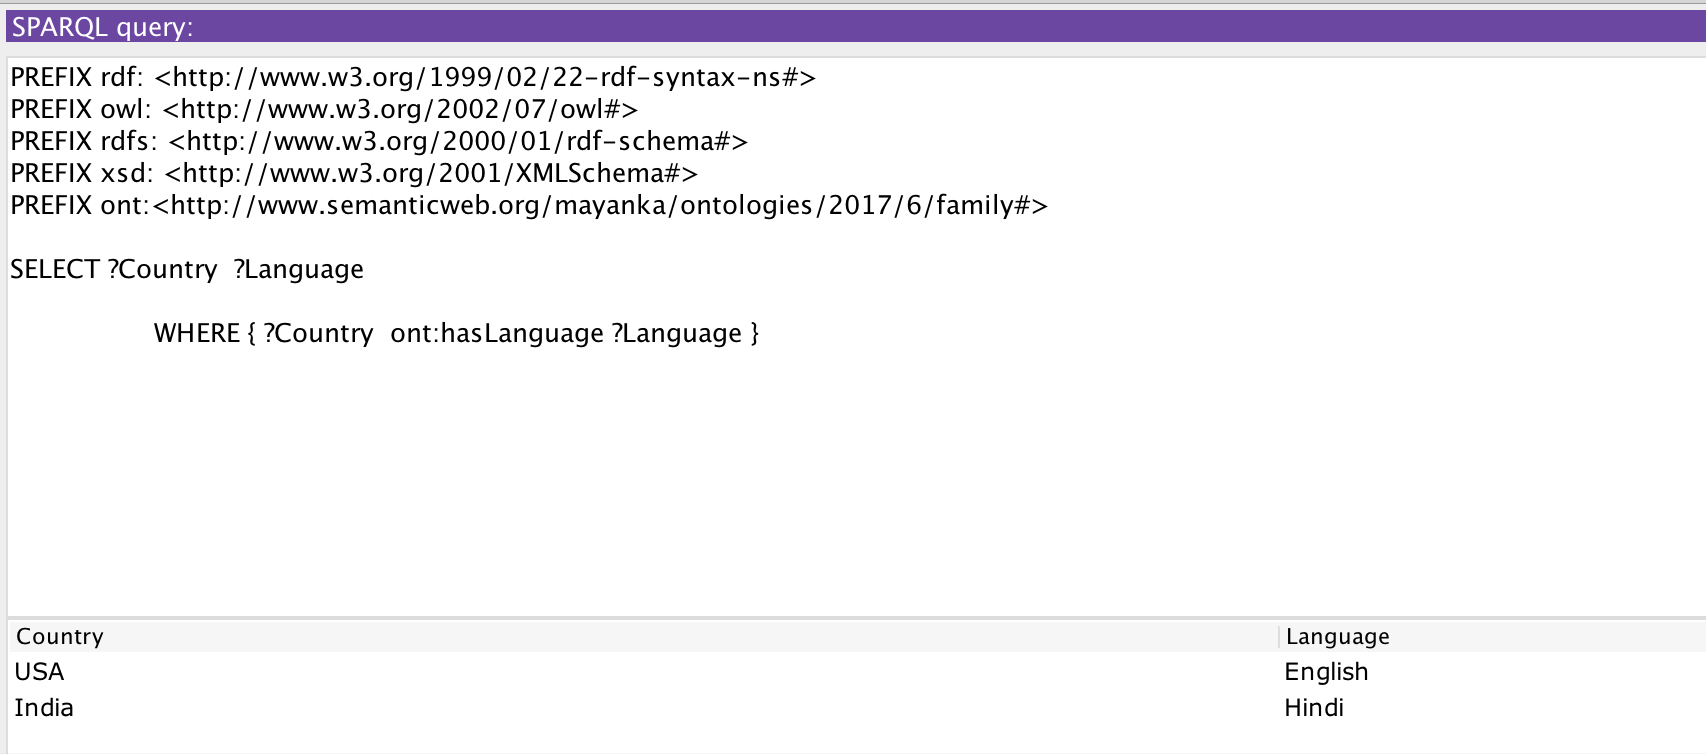 SPARQL query:
PREFIX rdf: <http://www.w3.org/1999/02/22-rdf-syntax-ns#>
PREFIX owl: <http://www.w3.org/2002/07/owl#>
PREFIX rdfs: <http://www.w3.org/2000/01/rdf-schema#>
PREFIX xsd: <http://www.w3.org/2001/XMLSchema#>
PREFIX ont:<http://www.semanticweb.org/mayanka/ontologies/2017/6/family#>
SELECT ?Country  ?Language
WHERE { ?Country  ont:hasLanguage ?Language }
Country Language
USA English
India Hindi